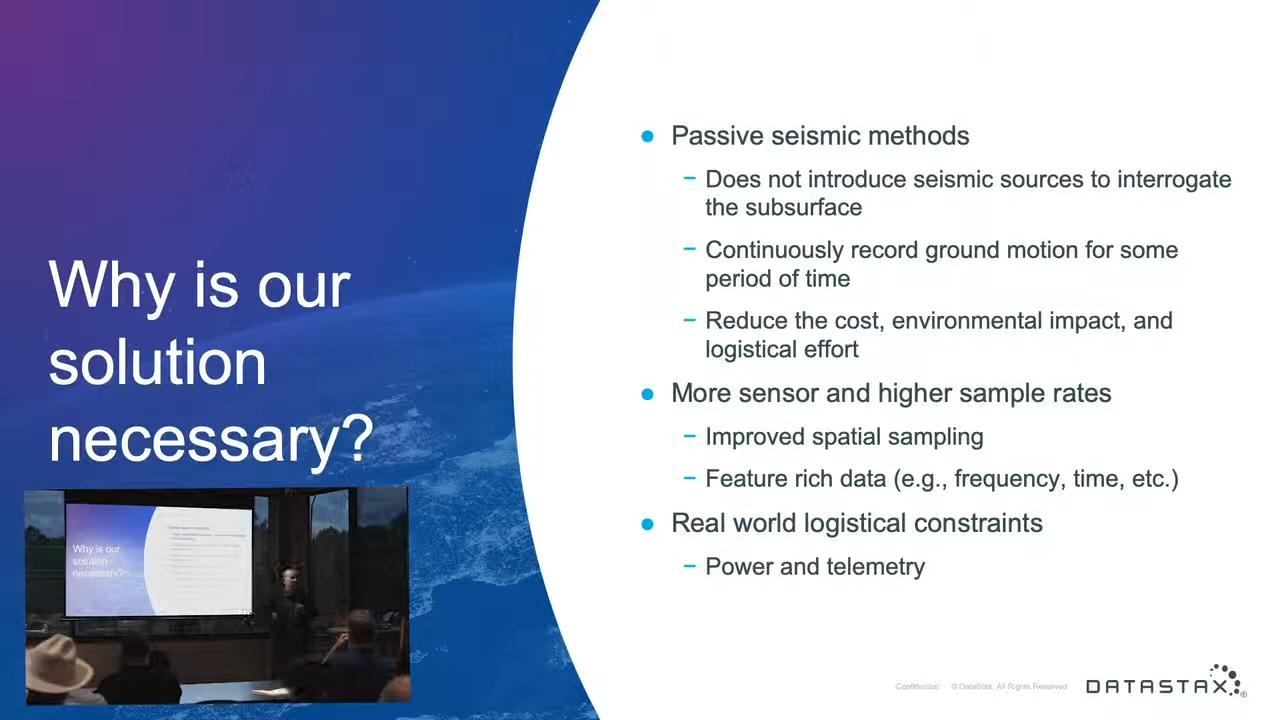 Why is our
solution
necessary?
Passive seismic methods
Does not introduce seismic sources to interrogate
the subsurface
Continuously record ground motion for some
period of time
Reduce the cost, environmental impact, and
logistical effort
More sensor and higher sample rates
Improved spatial sampling
Feature rich data (e.g., frequency, time, etc.)
Real world logistical constraints
Power and telemetry
Why is our
solution
necessary?
Confidential
© DataStax, All Rights Reserved
DATASTAX